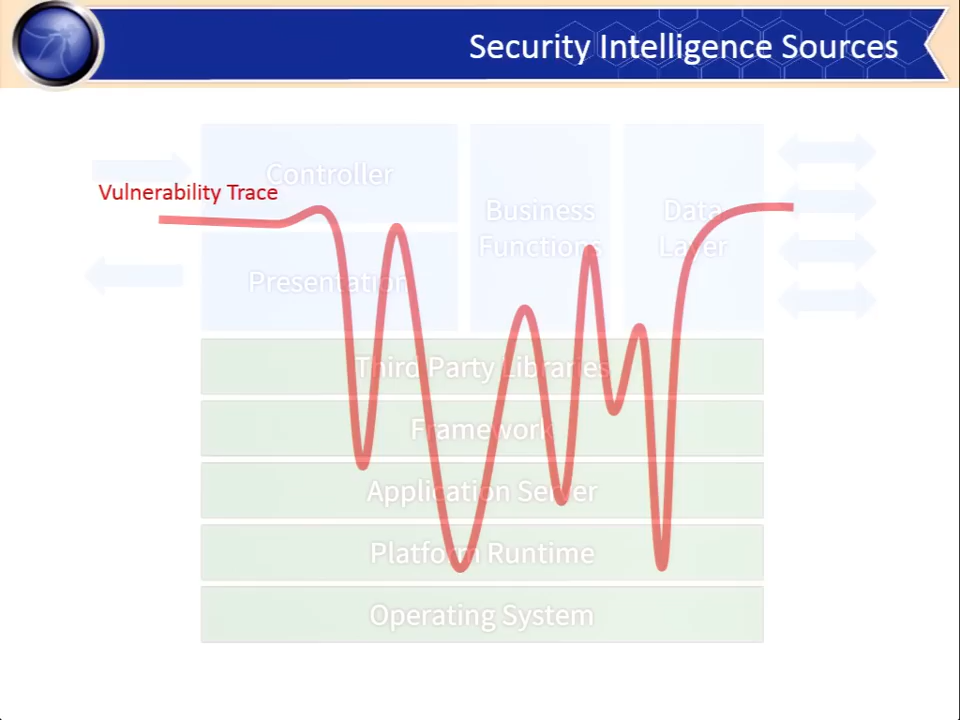 Security Intelligence Sources
Controller
Vulnerability Trace
Business
Functions
Data
Layer
Presentation
Third Party Libraries
Framework
Application Server
Platform Runtime
Operating System